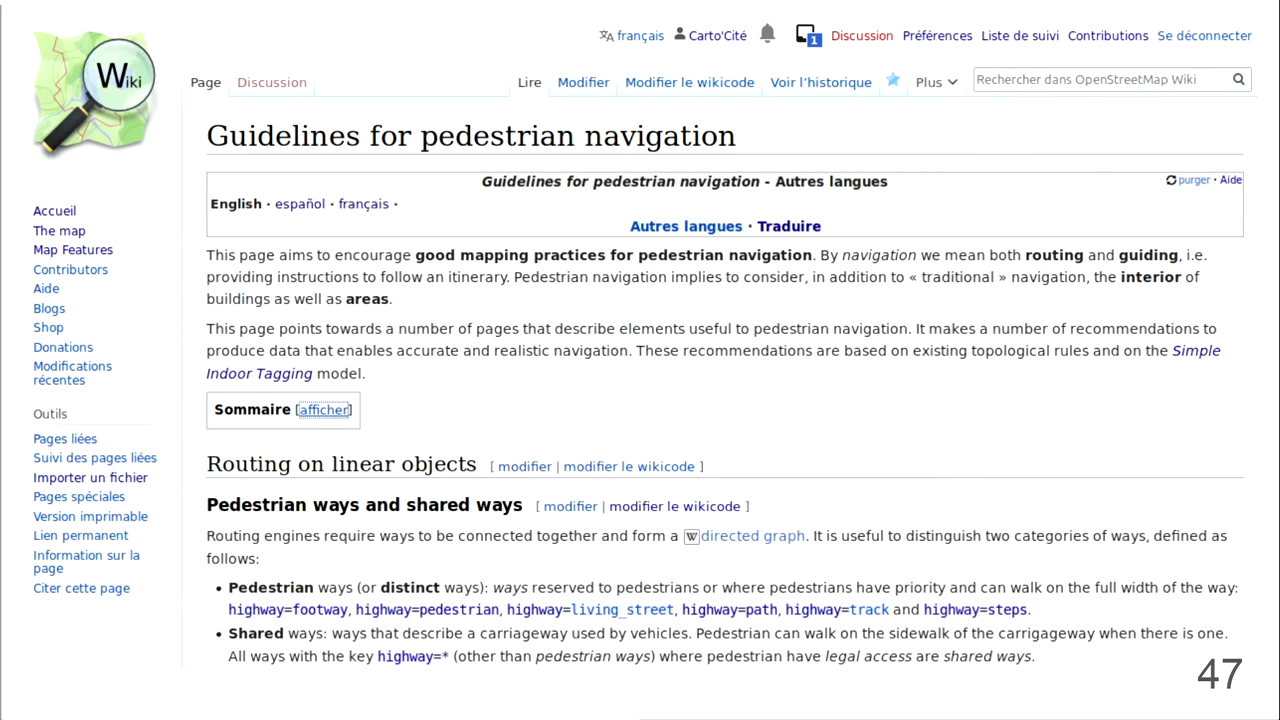 Wiki
français Carto'Cité 1 Discussion Préférences Liste de suivi Contributions Se déconnecter
Page Discussion Lire Modifier Modifier le wikicode Voir l'historique Plus Rechercher dans OpenStreetMap Wiki
Guidelines for pedestrian navigation
Guidelines for pedestrian navigation - Autres langues
purger · Aide
English · español · français ·
Autres langues · Traduire
This page aims to encourage good mapping practices for pedestrian navigation. By navigation we mean both routing and guiding, i.e.
providing instructions to follow an itinerary. Pedestrian navigation implies to consider, in addition to « traditional » navigation, the interior of
buildings as well as areas.
This page points towards a number of pages that describe elements useful to pedestrian navigation. It makes a number of recommendations to
produce data that enables accurate and realistic navigation. These recommendations are based on existing topological rules and on the Simple
Indoor Tagging model.
Sommaire [afficher]
Routing on linear objects [ modifier | modifier le wikicode ]
Pedestrian ways and shared ways [ modifier | modifier le wikicode ]
Routing engines require ways to be connected together and form a W directed graph. It is useful to distinguish two categories of ways, defined as
follows:
• Pedestrian ways (or distinct ways): ways reserved to pedestrians or where pedestrians have priority and can walk on the full width of the way:
highway=footway, highway=pedestrian, highway=living_street, highway=path, highway=track and highway=steps.
• Shared ways: ways that describe a carriageway used by vehicles. Pedestrian can walk on the sidewalk of the carrigageway when there is one.
All ways with the key highway=* (other than pedestrian ways) where pedestrian have legal access are shared ways.
Accueil
The map
Map Features
Contributors
Aide
Blogs
Shop
Donations
Modifications
récentes
Outils
Pages liées
Suivi des pages liées
Importer un fichier
Pages spéciales
Version imprimable
Lien permanent
Information sur la
page
Citer cette page
47